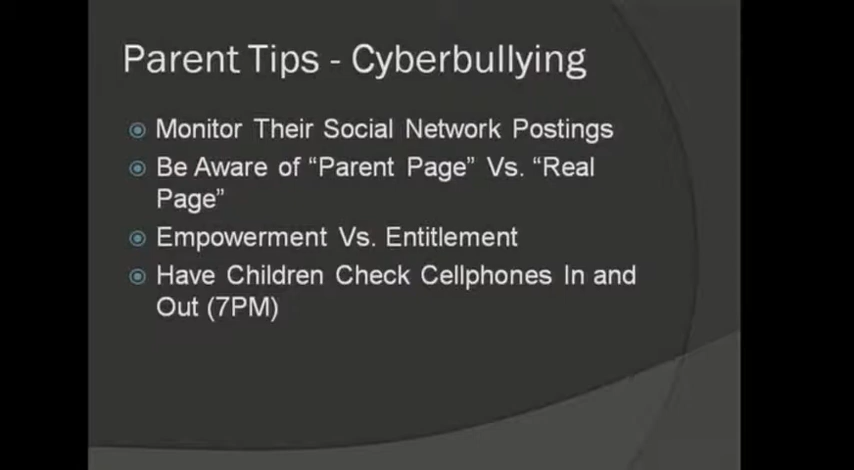 Parent Tips - Cyberbullying
Monitor Their Social Network Postings
Be Aware of “Parent Page” Vs. “Real
Page”
Empowerment Vs. Entitlement
Have Children Check Cellphones In and
Out (7PM)